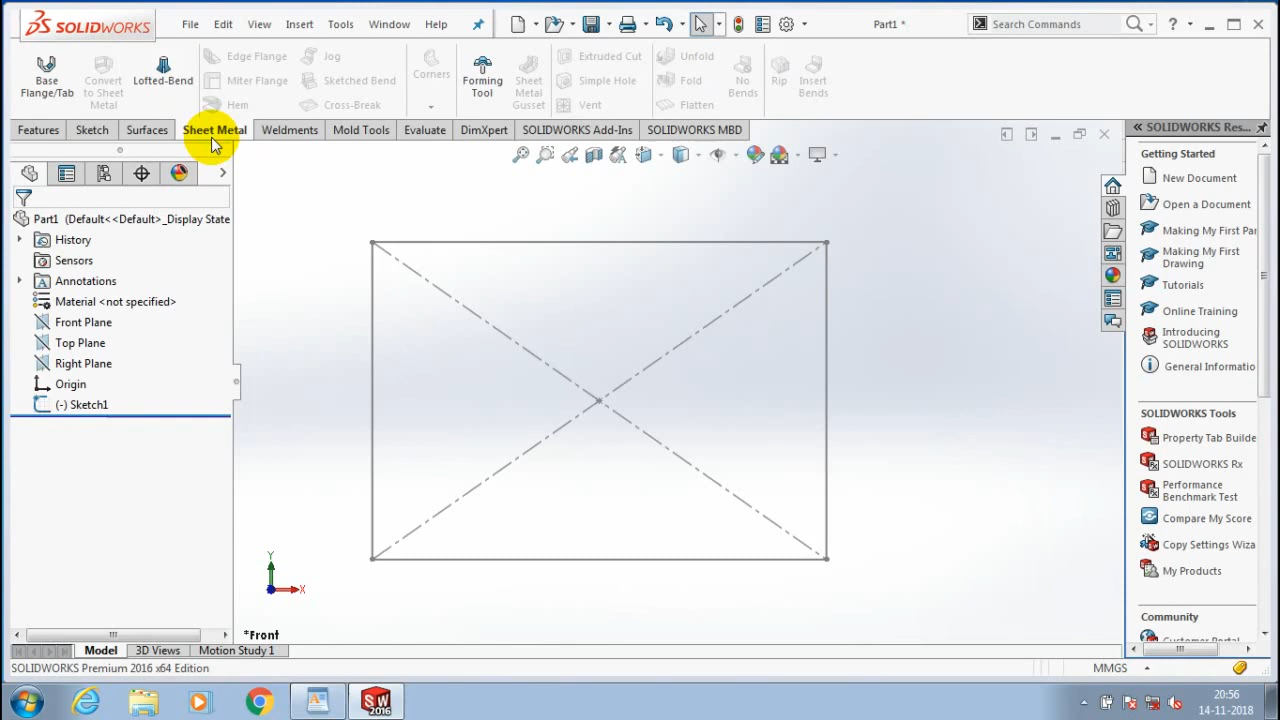 SOLIDWORKS File Edit View Insert Tools Window Help Part1 * Search Commands ?
Base Flange/Tab
Convert to Sheet Metal
Lofted-Bend
Edge Flange
Miter Flange
Hem
Jog
Sketched Bend
Cross-Break
Corners
Forming Tool
Sheet Metal Gusset
Extruded Cut
Simple Hole
Vent
Unfold
Fold
Flatten
No Bends
Rip
Insert Bends
Features Sketch Surfaces Sheet Metal Weldments Mold Tools Evaluate DimXpert SOLIDWORKS Add-Ins SOLIDWORKS MBD
Part1 (Default<<Default>_Display State
History
Sensors
Annotations
Material <not specified>
Front Plane
Top Plane
Right Plane
Origin
(-) Sketch1
Y
X
*Front
SOLIDWORKS Res...
Getting Started
New Document
Open a Document
Making My First Par
Making My First
Drawing
Tutorials
Online Training
Introducing
SOLIDWORKS
General Informatio
SOLIDWORKS Tools
Property Tab Builde
SOLIDWORKS Rx
Performance
Benchmark Test
Compare My Score
Copy Settings Wiza
My Products
Community
Model 3D Views Motion Study 1
SOLIDWORKS Premium 2016 x64 Edition MMGS
SW
2016
20:56
14-11-2018